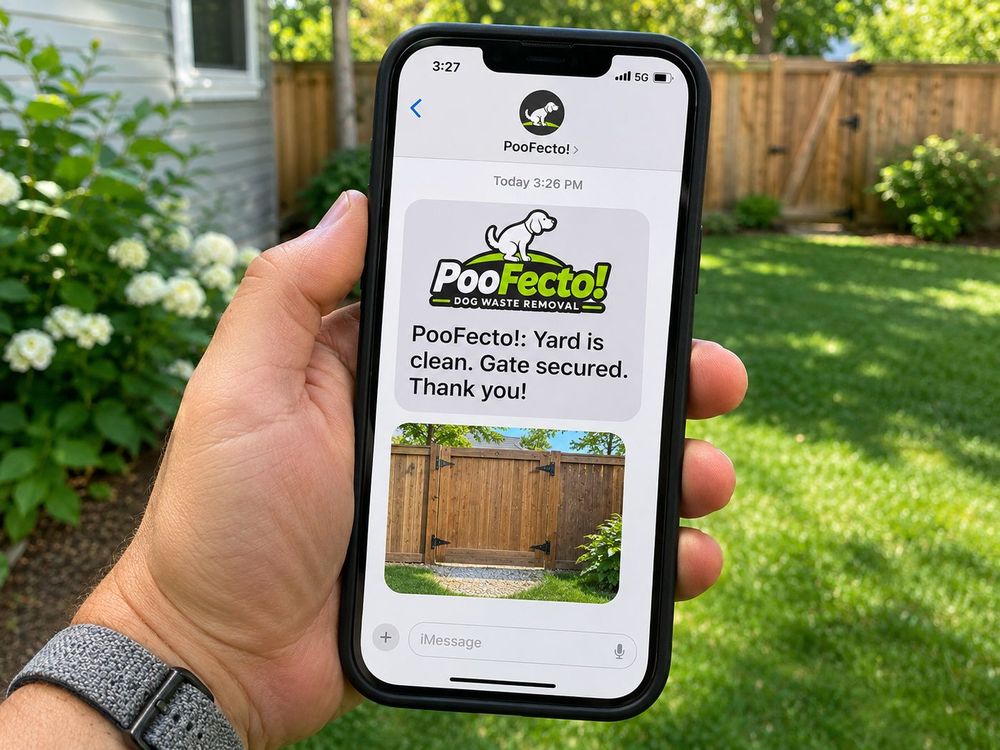 3:27
5G
PooFecto!
Today 3:26 PM
PooFecto!
DOG WASTE REMOVAL
PooFecto!: Yard is
clean. Gate secured.
Thank you!
iMessage